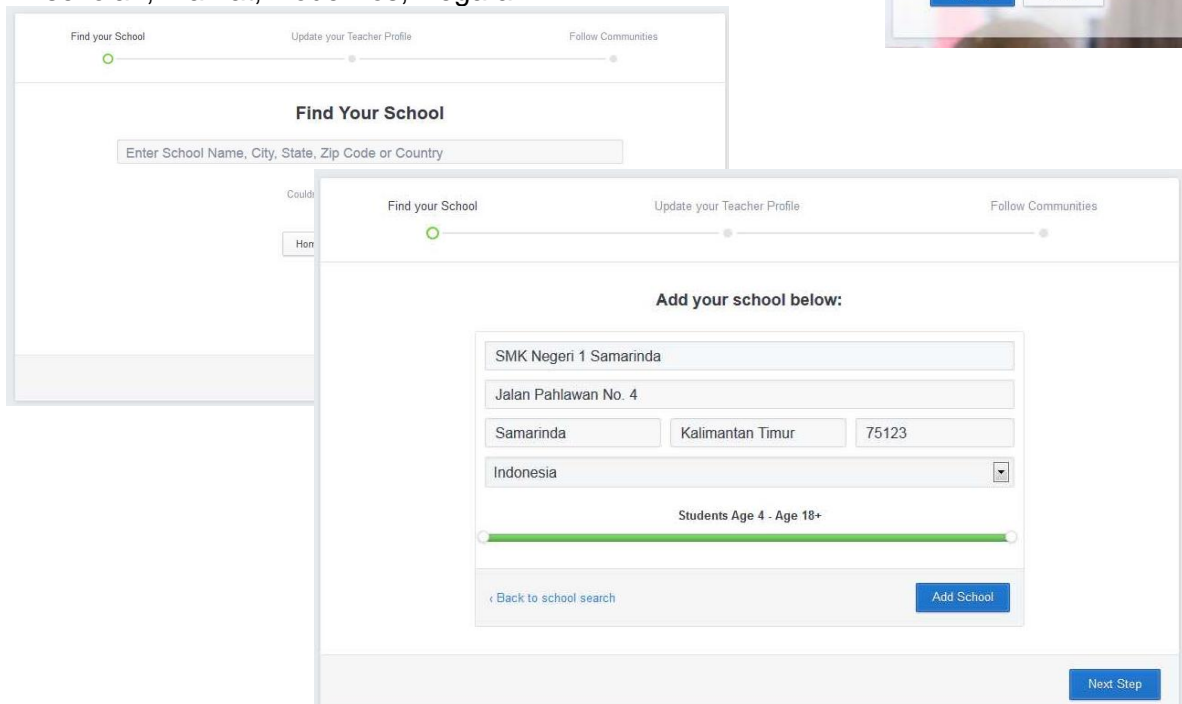 Find your School
Update your Teacher Profile
Follow Communities
Find Your School
Enter School Name, City, State, Zip Code or Country
Find your School
Update your Teacher Profile
Follow Communities
Add your school below:
SMK Negeri 1 Samarinda
Jalan Pahlawan No. 4
Samarinda Kalimantan Timur 75123
Indonesia
Students Age 4 - Age 18+
‹ Back to school search
Add School
Next Step